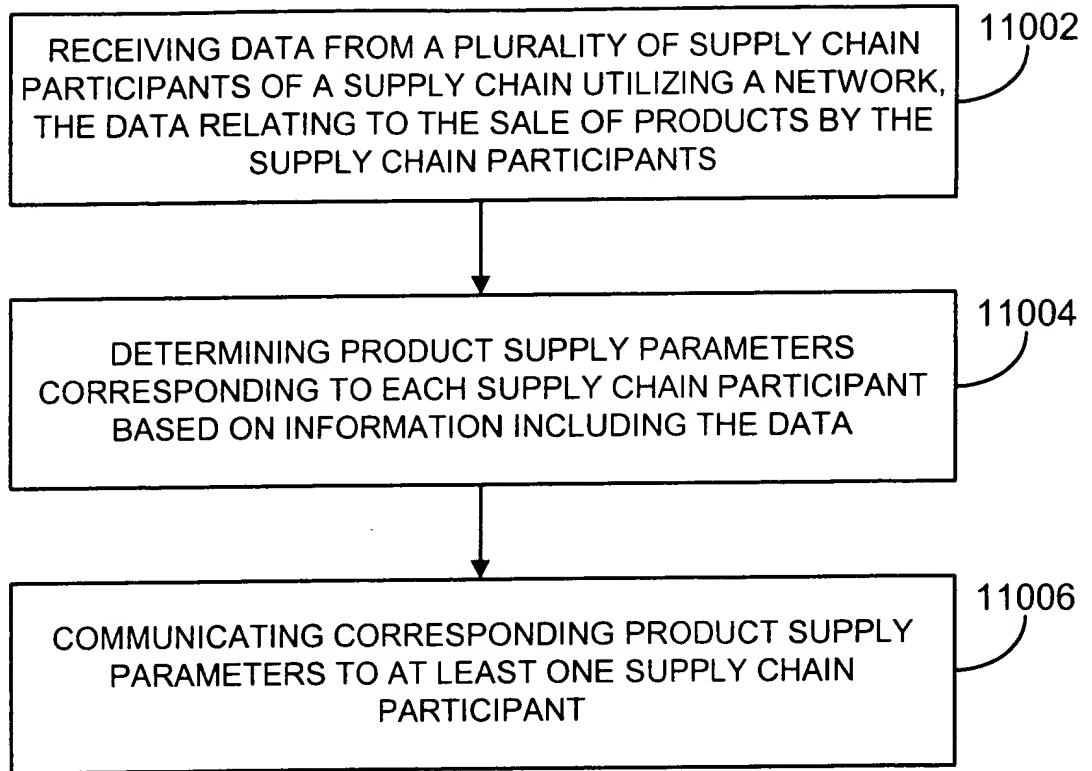 RECEIVING DATA FROM A PLURALITY OF SUPPLY CHAIN
PARTICIPANTS OF A SUPPLY CHAIN UTILIZING A NETWORK,
THE DATA RELATING TO THE SALE OF PRODUCTS BY THE
SUPPLY CHAIN PARTICIPANTS
11002
DETERMINING PRODUCT SUPPLY PARAMETERS
CORRESPONDING TO EACH SUPPLY CHAIN PARTICIPANT
BASED ON INFORMATION INCLUDING THE DATA
11004
COMMUNICATING CORRESPONDING PRODUCT SUPPLY
PARAMETERS TO AT LEAST ONE SUPPLY CHAIN
PARTICIPANT
11006